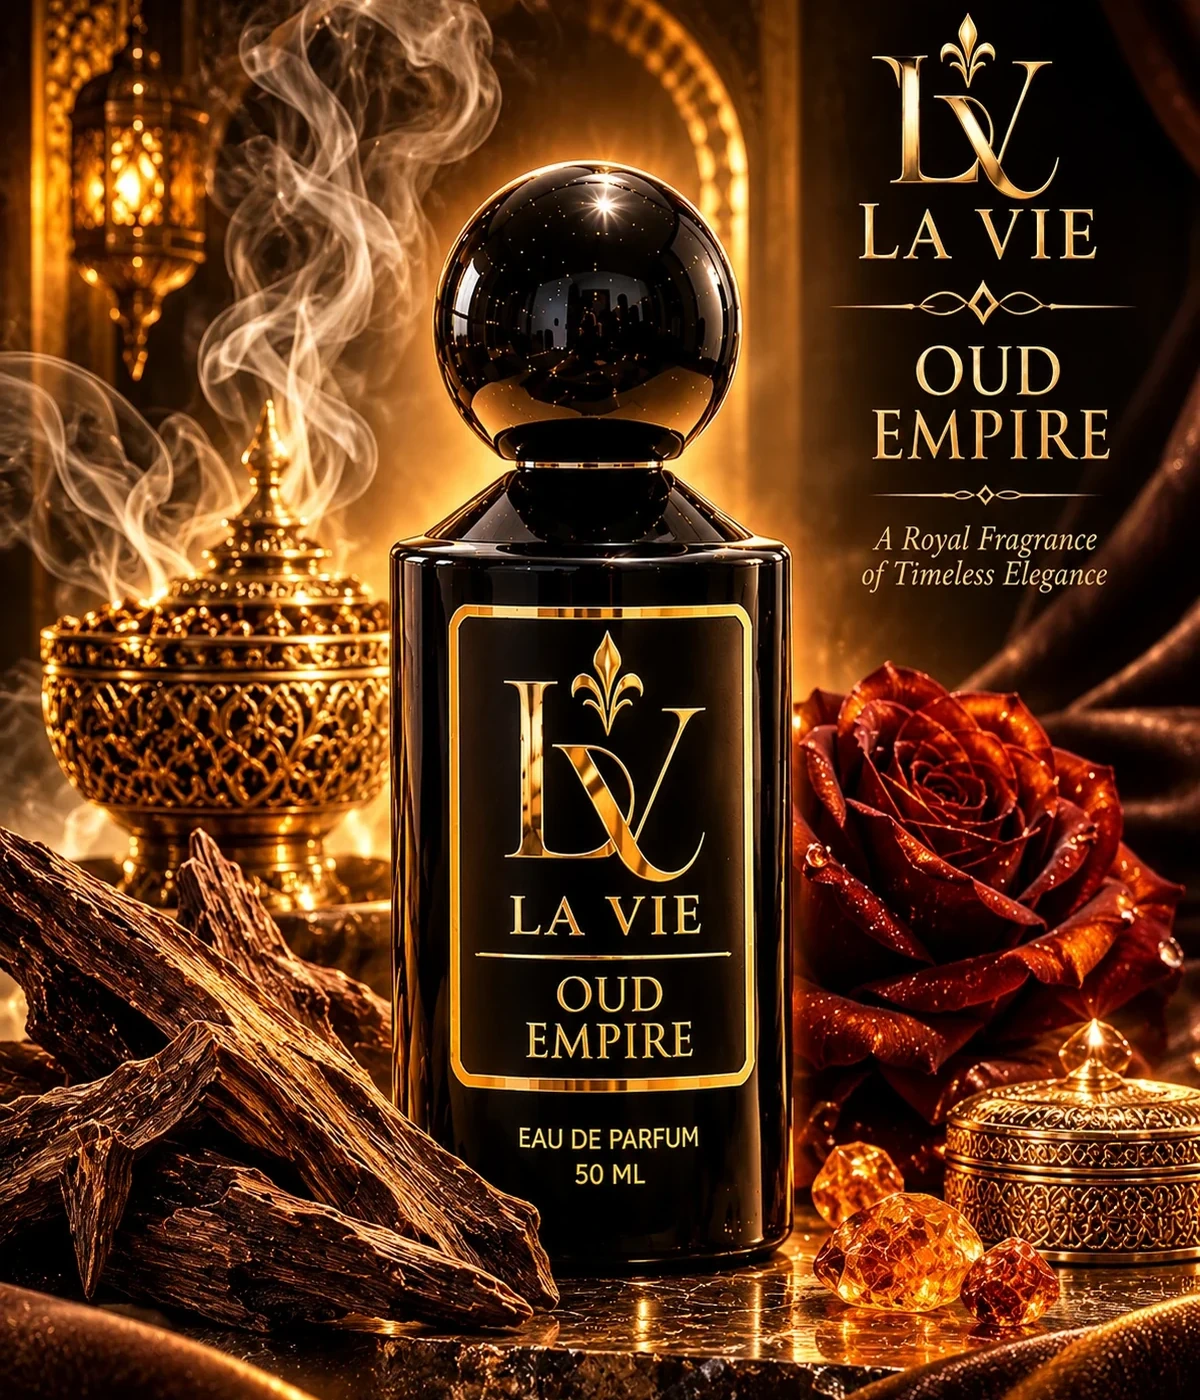 LV
LA VIE
OUD
EMPIRE
A Royal Fragrance
of Timeless Elegance
LV
LA VIE
OUD
EMPIRE
EAU DE PARFUM
50 ML